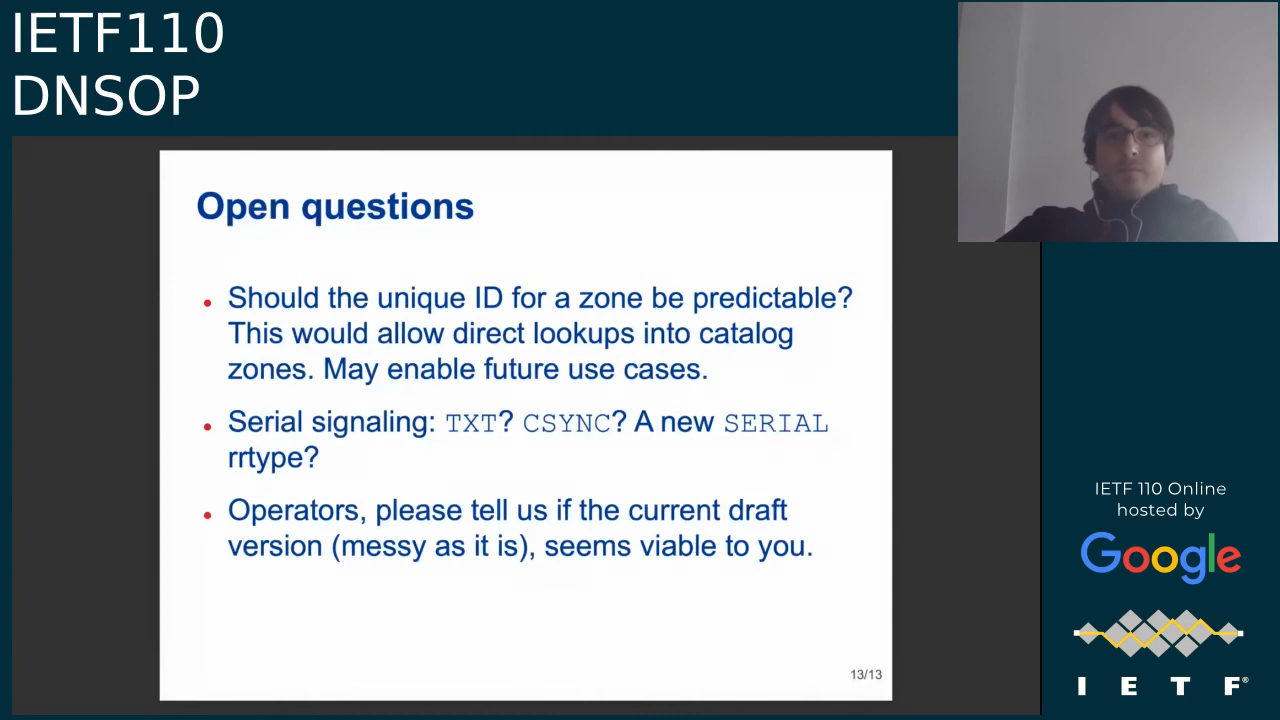 IETF110
DNSOP
Open questions
• Should the unique ID for a zone be predictable?
This would allow direct lookups into catalog
zones. May enable future use cases.
• Serial signaling: TXT? CSYNC? A new SERIAL
rrtype?
• Operators, please tell us if the current draft
version (messy as it is), seems viable to you.
13/13
IETF 110 Online
hosted by
Google
I E T F®